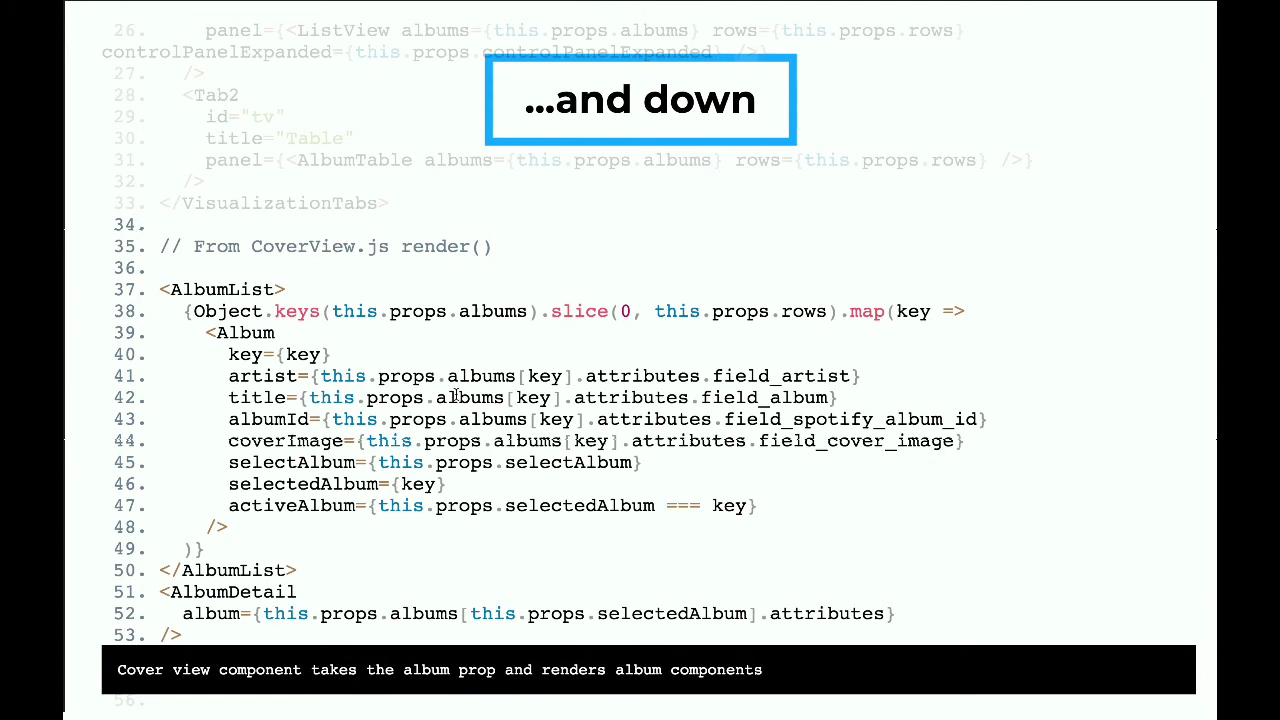 26.     panel={<ListView albums={this.props.albums} rows={this.props.rows}
controlPanelExpanded={this.props.controlPanelExpanded} />}
...and down
27.   />
28.   <Tab2
29.     id="tv"
30.     title="Table"
31.     panel={<AlbumTable albums={this.props.albums} rows={this.props.rows} />}
32.   />
33. </VisualizationTabs>
34.
35. // From CoverView.js render()
36.
37. <AlbumList>
38.   {Object.keys(this.props.albums).slice(0, this.props.rows).map(key =>
39.     <Album
40.       key={key}
41.       artist={this.props.albums[key].attributes.field_artist}
42.       title={this.props.albums[key].attributes.field_album}
43.       albumId={this.props.albums[key].attributes.field_spotify_album_id}
44.       coverImage={this.props.albums[key].attributes.field_cover_image}
45.       selectAlbum={this.props.selectAlbum}
46.       selectedAlbum={key}
47.       activeAlbum={this.props.selectedAlbum === key}
48.     />
49.   )}
50. </AlbumList>
51. <AlbumDetail
52.   album={this.props.albums[this.props.selectedAlbum].attributes}
53. />
Cover view component takes the album prop and renders album components
56.